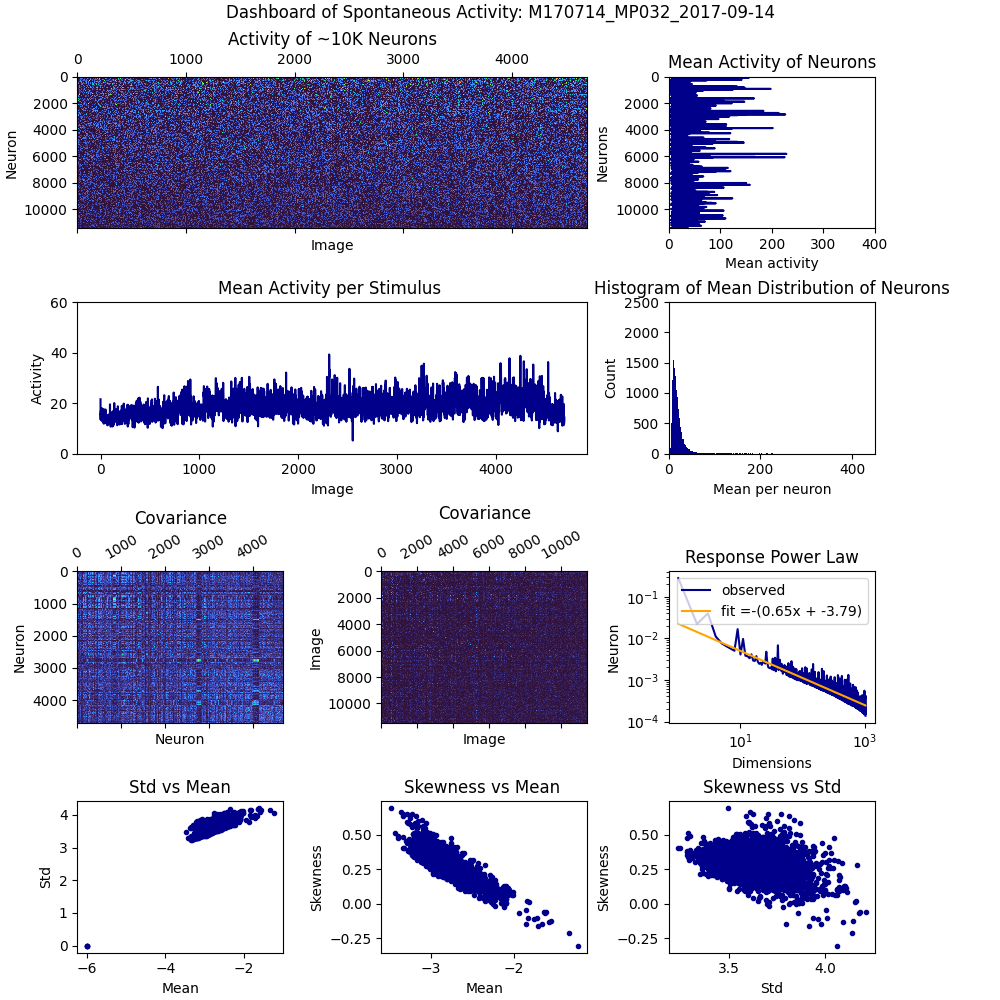 Dashboard of Spontaneous Activity: M170714_MP032_2017-09-14
Activity of ~10K Neurons
0 1000 2000 3000 4000
0
2000
4000
6000
8000
10000
Neuron
Image
Mean Activity of Neurons
0
2000
4000
6000
8000
10000
Neurons
0 100 200 300 400
Mean activity
Mean Activity per Stimulus
60
40
20
0
Activity
0 1000 2000 3000 4000
Image
Histogram of Mean Distribution of Neurons
2500
2000
1500
1000
500
0
Count
0 200 400
Mean per neuron
Covariance
0 1000 2000 3000 4000
0
1000
2000
3000
4000
Neuron
Neuron
Covariance
0 2000 4000 6000 8000 10000
0
2000
4000
6000
8000
10000
Image
Image
Response Power Law
observed
fit =-(0.65x + -3.79)
10⁻¹
10⁻²
10⁻³
10⁻⁴
Neuron
10¹ 10³
Dimensions
Std vs Mean
4
3
2
1
0
Std
−6 −4 −2
Mean
Skewness vs Mean
0.50
0.25
0.00
−0.25
Skewness
−3 −2
Mean
Skewness vs Std
0.50
0.25
0.00
−0.25
Skewness
3.5 4.0
Std